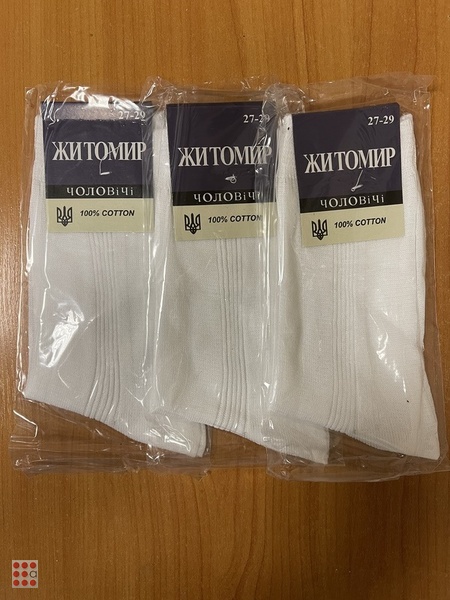 27-29
ЖИТОМИР
ЧОЛОВіЧі
100% COTTON
27-29
ЖИТОМИР
ЧОЛОВіЧі
100% COTTON
27-29
ЖИТОМИР
ЧОЛОВіЧі
100% COTTON
a